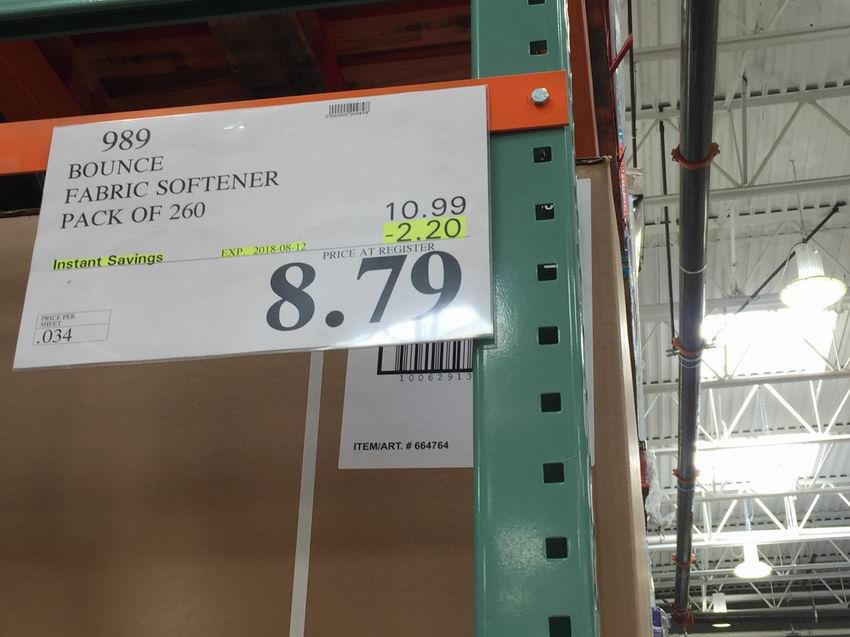 989
BOUNCE
FABRIC SOFTENER
PACK OF 260
10.99
-2.20
Instant Savings
EXP. 2018-08-12
PRICE AT REGISTER
8.79
PRICE PER
SHEET
.034
10062913
ITEM/ART. # 664764